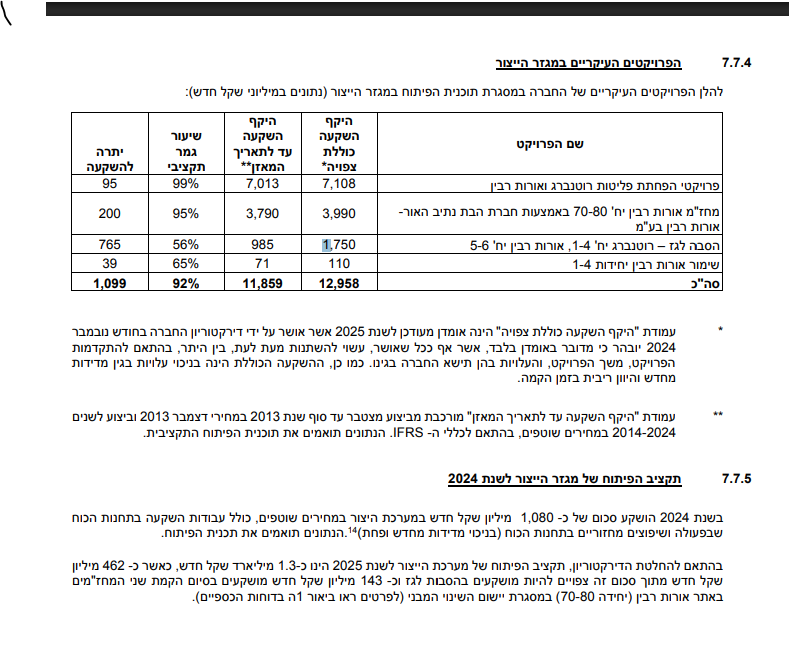 7.7.4 הפרויקטים העיקריים במגזר הייצור
להלן הפרויקטים העיקריים של החברה במסגרת תוכנית הפיתוח במגזר הייצור (נתונים במיליוני שקל חדש):
שם הפרויקט | היקף השקעה כוללת צפויה* | היקף השקעה עד לתאריך המאזן** | שיעור גמר תקציבי | יתרה להשקעה
פרויקטי הפחתת פליטות רוטנברג ואורות רבין | 7,108 | 7,013 | 99% | 95
מחז"מ אורות רבין יח' 70-80 באמצעות חברת הבת נתיב האור- אורות רבין בע"מ | 3,990 | 3,790 | 95% | 200
הסבה לגז – רוטנברג יח' 1-4, אורות רבין יח' 5-6 | 1,750 | 985 | 56% | 765
שימור אורות רבין יחידות 1-4 | 110 | 71 | 65% | 39
סה"כ | 12,958 | 11,859 | 92% | 1,099
* עמודת "היקף השקעה כוללת צפויה" הינה אומדן מעודכן לשנת 2025 אשר אושר על ידי דירקטוריון החברה בחודש נובמבר
2024 יובהר כי מדובר באומדן בלבד, אשר אף ככל שאושר, עשוי להשתנות מעת לעת, בין היתר, בהתאם להתקדמות
הפרויקט, משך הפרויקט, והעלויות בהן תישא החברה בגינו. כמו כן, ההשקעה הכוללת הינה בניכוי עלויות בגין מדידות
מחדש והיוון ריבית בזמן הקמה.
** עמודת "היקף השקעה עד לתאריך המאזן" מורכבת מביצוע מצטבר עד סוף שנת 2013 במחירי דצמבר 2013 וביצוע לשנים
2014-2024 במחירים שוטפים, בהתאם לכללי ה- IFRS. הנתונים תואמים את תוכנית הפיתוח התקציבית.
7.7.5 תקציב הפיתוח של מגזר הייצור לשנת 2024
בשנת 2024 הושקע סכום של כ- 1,080 מיליון שקל חדש במערכת היצור במחירים שוטפים, כולל עבודות השקעה בתחנות הכוח
שבפעולה ושיפוצים מחזוריים בתחנות הכוח (בניכוי מדידות מחדש ופחת)14.הנתונים תואמים את תכנית הפיתוח.
בהתאם להחלטת הדירקטוריון, תקציב הפיתוח של מערכת הייצור לשנת 2025 הינו כ-1.3 מיליארד שקל חדש, כאשר כ- 462 מיליון
שקל חדש מתוך סכום זה צפויים להיות מושקעים בהסבות לגז וכ- 143 מיליון שקל חדש מושקעים בסיום הקמת שני המחז"מים
באתר אורות רבין (יחידה 70-80) במסגרת יישום השינוי המבני (לפרטים ראו ביאור 1ה בדוחות הכספיים).